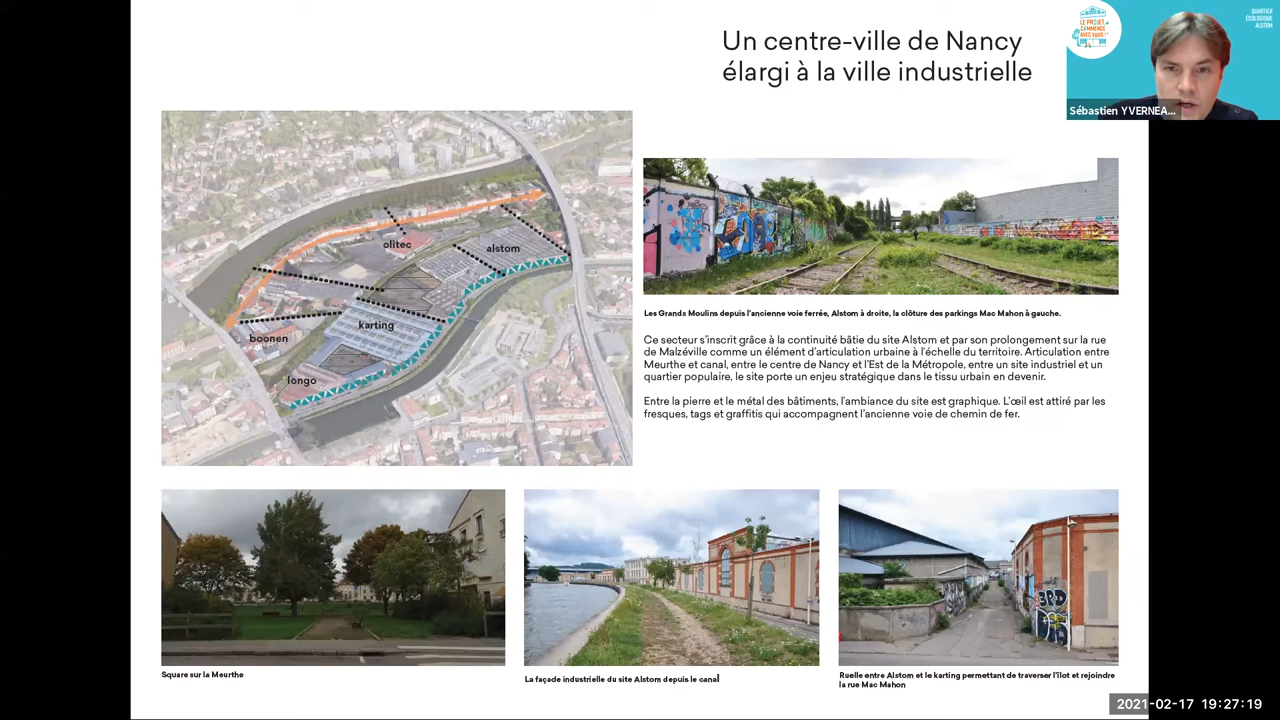 Un centre-ville de Nancy
élargi à la ville industrielle
LE PROJET
COMMENCE
AVEC VOUS
QUARTIER
ÉCOLOGIQUE
ALSTOM
Sébastien YVERNEA...
olitec
alstom
karting
boonen
longo
Les Grands Moulins depuis l'ancienne voie ferrée, Alstom à droite, la clôture des parkings Mac Mahon à gauche.
Ce secteur s'inscrit grâce à la continuité bâtie du site Alstom et par son prolongement sur la rue
de Malzéville comme un élément d'articulation urbaine à l'échelle du territoire. Articulation entre
Meurthe et canal, entre le centre de Nancy et l'Est de la Métropole, entre un site industriel et un
quartier populaire, le site porte un enjeu stratégique dans le tissu urbain en devenir.
Entre la pierre et le métal des bâtiments, l'ambiance du site est graphique. L'œil est attiré par les
fresques, tags et graffitis qui accompagnent l'ancienne voie de chemin de fer.
Square sur la Meurthe
La façade industrielle du site Alstom depuis le canal
Ruelle entre Alstom et le karting permettant de traverser l'îlot et rejoindre
la rue Mac Mahon
2021-02-17 19:27:19